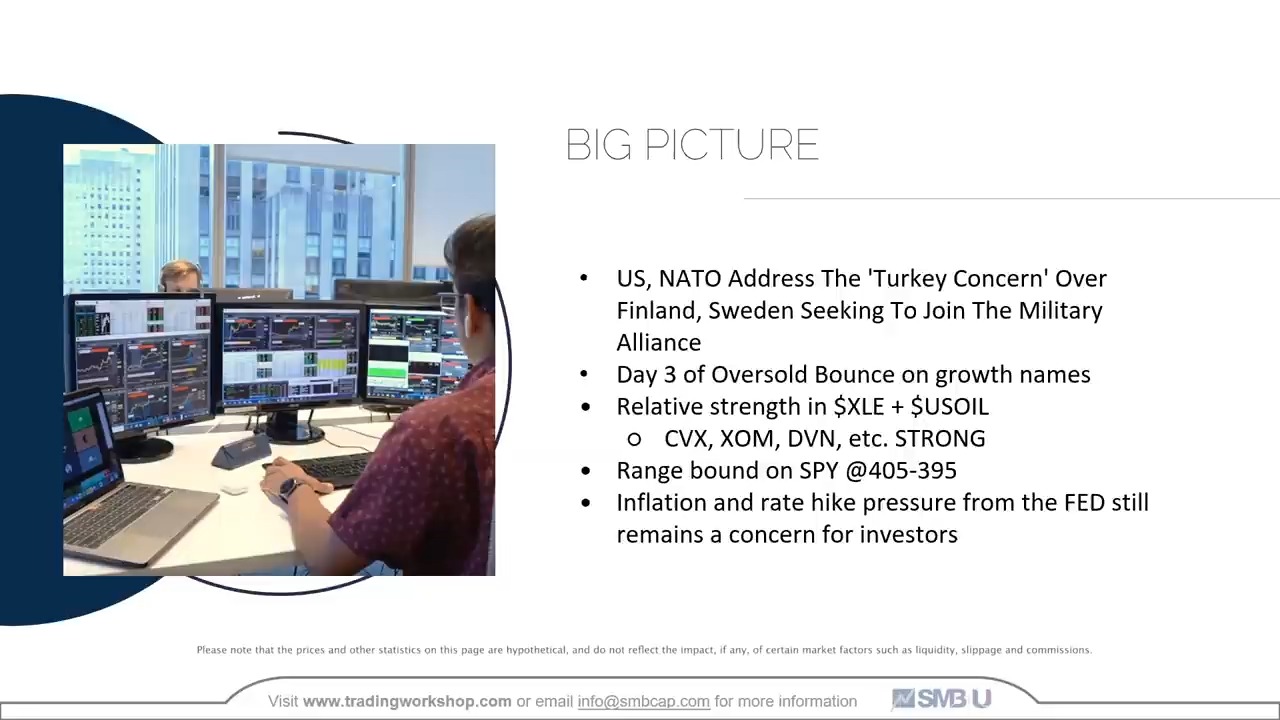 BIG PICTURE
• US, NATO Address The 'Turkey Concern' Over
Finland, Sweden Seeking To Join The Military
Alliance
• Day 3 of Oversold Bounce on growth names
• Relative strength in $XLE + $USOIL
○ CVX, XOM, DVN, etc. STRONG
• Range bound on SPY @405-395
• Inflation and rate hike pressure from the FED still
remains a concern for investors
Please note that the prices and other statistics on this page are hypothetical, and do not reflect the impact, if any, of certain market factors such as liquidity, slippage and commissions.
Visit www.tradingworkshop.com or email info@smbcap.com for more information
SMB U